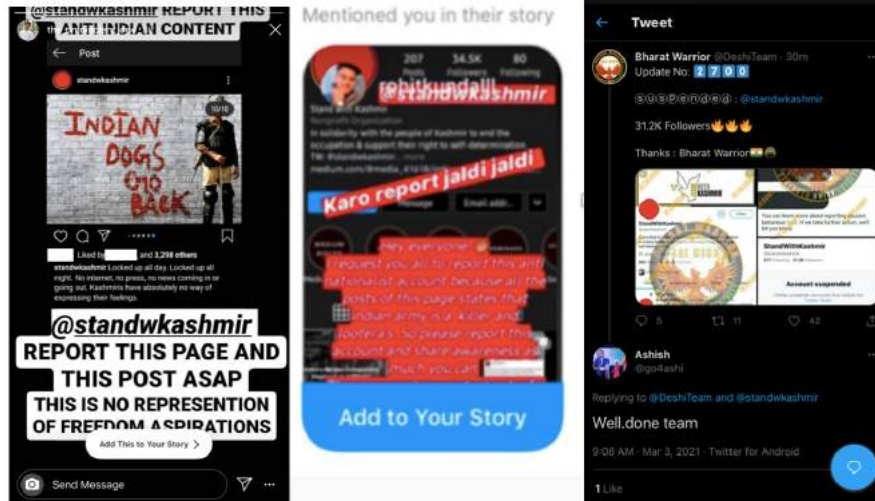 @standwkashmir REPORT THIS
ANTI INDIAN CONTENT
Post
standwkashmir
10/10
INDIAN
DOGS
GO
BACK
Liked by and 3,298 others
standwkashmir Locked up all day. Locked up all
night. No internet, no press, no news coming in or
going out. Kashmiris have absolutely no way of
expressing their feelings.
@standwkashmir
REPORT THIS PAGE AND
THIS POST ASAP
THIS IS NO REPRESENTION
OF FREEDOM ASPIRATIONS
Add This to Your Story
Send Message
Mentioned you in their story
207 34.5K 80
Posts Followers Following
rohitkundalll
@standwkashmir
Stand With Kashmir
Nonprofit Organization
In solidarity with the people of Kashmir to end the
occupation & support their right to self-determination.
TW: @standwkashmir... more
Karo report jaldi jaldi
Message Email addr...
Hey everyone
request you all to report this anti
nationalist account because all the
posts of this page states that
indian army is a killer and
looters. So please report this
account and share awareness as
much you can
Add to Your Story
Tweet
Bharat Warrior @DeshiTeam · 30m
Update No: 2700
ⓢⓤⓢⓟⓔⓝⓓⓔⓓ : @standwkashmir
31.2K Followers🔥🔥🔥
Thanks : Bharat Warrior🇮🇳
KASHMIR
StandWithKashmir
Account suspended
5 11 42
Ashish
@go4ashi
Replying to @DeshiTeam and @standwkashmir
Well.done team
9:08 AM · Mar 3, 2021 · Twitter for Android
1 Like